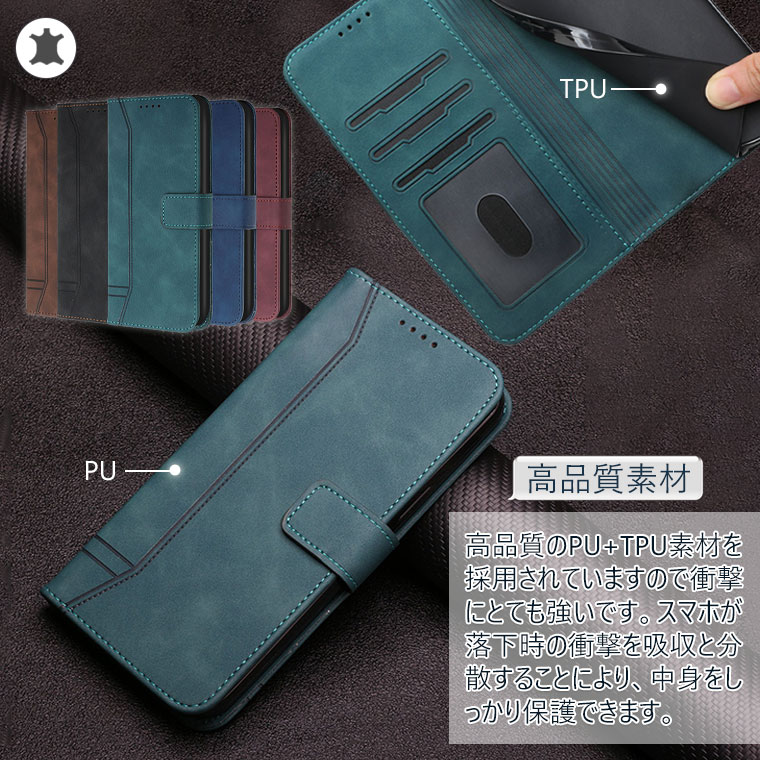 TPU
PU
高品質素材
高品質のPU+TPU素材を
採用されていますので衝撃
にとても強いです。スマホが
落下時の衝撃を吸収と分
散することにより、中身をし
っかり保護できます。